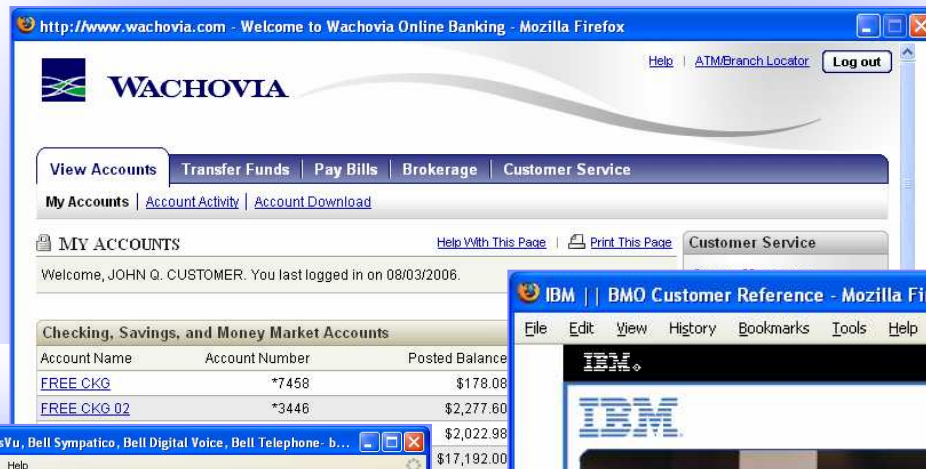 http://www.wachovia.com - Welcome to Wachovia Online Banking - Mozilla Firefox
Help | ATM/Branch Locator Log out
WACHOVIA
View Accounts Transfer Funds | Pay Bills | Brokerage | Customer Service
My Accounts | Account Activity | Account Download
MY ACCOUNTS Help With This Page | Print This Page Customer Service
Welcome, JOHN Q. CUSTOMER. You last logged in on 08/03/2006.
Checking, Savings, and Money Market Accounts
Account Name Account Number Posted Balance
FREE CKG *7458 $178.08
FREE CKG 02 *3446 $2,277.60
$2,022.98
$17,192.00
IBM || BMO Customer Reference - Mozilla Fi
File Edit View History Bookmarks Tools Help
IBM
IBM
sVu, Bell Sympatico, Bell Digital Voice, Bell Telephone- b...
Help